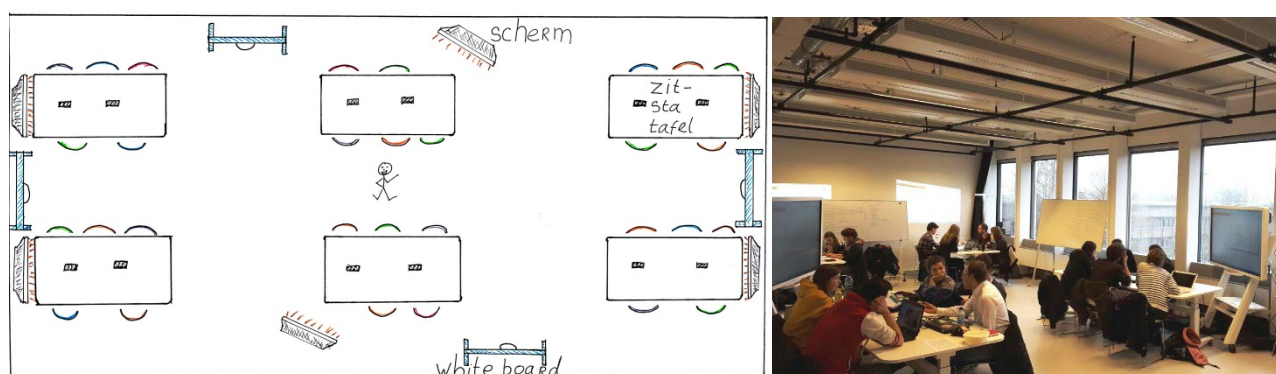 scherm
zit-
sta
tafel
white board